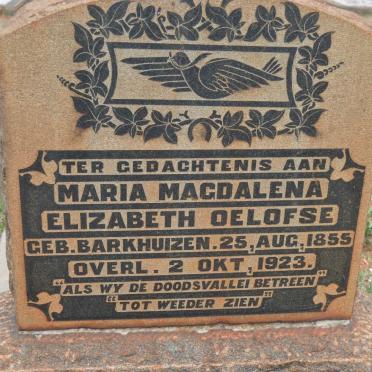 TER GEDACHTENIS AAN
MARIA MAGDALENA
ELIZABETH OELOFSE
GEB. BARKHUIZEN. 25, AUG, 1855
OVERL. 2 OKT, 1923.
"ALS WY DE DOODSVALLEI BETREEN"
"TOT WEEDER ZIEN"